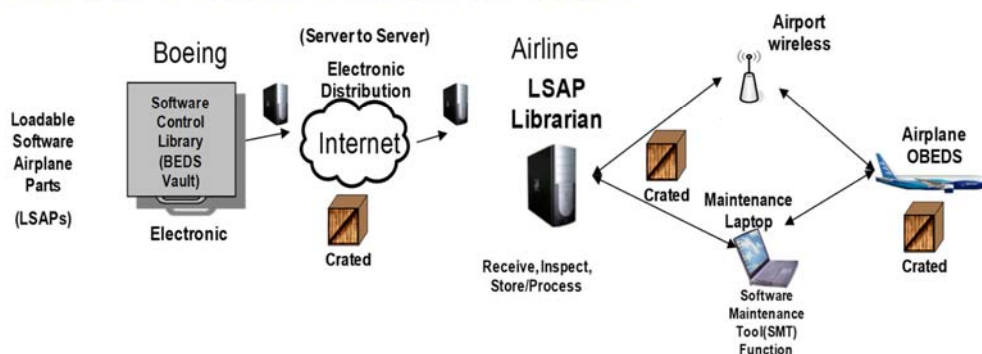 Boeing
(Server to Server)
Electronic
Distribution
Internet
Crated
Loadable
Software
Airplane
Parts
(LSAPs)
Software
Control
Library
(BEDS
Vault)
Electronic
Airline
LSAP
Librarian
Receive, Inspect,
Store/Process
Airport
wireless
Crated
Maintenance
Laptop
Software
Maintenance
Tool(SMT)
Function
Airplane
OBEDS
Crated